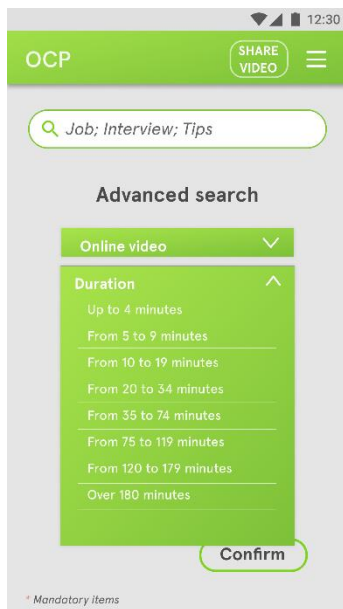 12:30
OCP
SHARE
VIDEO
Job; Interview; Tips
Advanced search
Online video
Duration
Up to 4 minutes
From 5 to 9 minutes
From 10 to 19 minutes
From 20 to 34 minutes
From 35 to 74 minutes
From 75 to 119 minutes
From 120 to 179 minutes
Over 180 minutes
Confirm
* Mandatory items